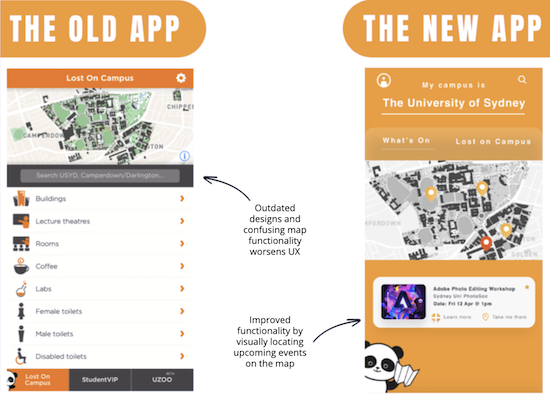 THE OLD APP
THE NEW APP
Lost On Campus
CAMPERDOWN
CHIPPE
Search USYD, Camperdown/Darlington...
Buildings
Lecture theatres
Rooms
Coffee
Labs
Female toilets
Male toilets
Disabled toilets
Lost On
Campus
StudentVIP
BETA
UZOO
Outdated
designs and
confusing map
functionality
worsens UX
Improved
functionality by
visually locating
upcoming events
on the map
My campus is
The University of Sydney
What's On
Lost on Campus
Adobe Photo Editing Workshop
Sydney Uni PhotoSoc
Date: Fri 12 Apr @ 1pm
Learn more
Take me there